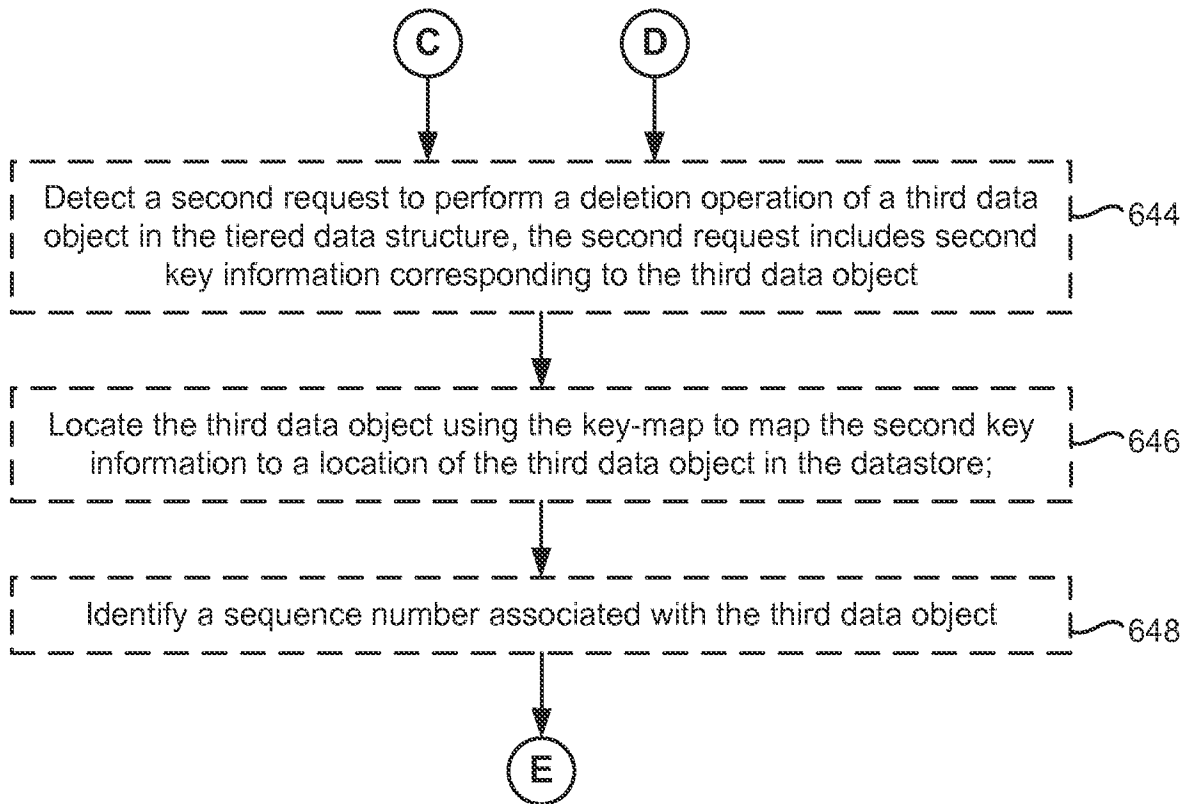 C
D
Detect a second request to perform a deletion operation of a third data
object in the tiered data structure, the second request includes second
key information corresponding to the third data object
644
Locate the third data object using the key-map to map the second key
information to a location of the third data object in the datastore;
646
Identify a sequence number associated with the third data object
648
E